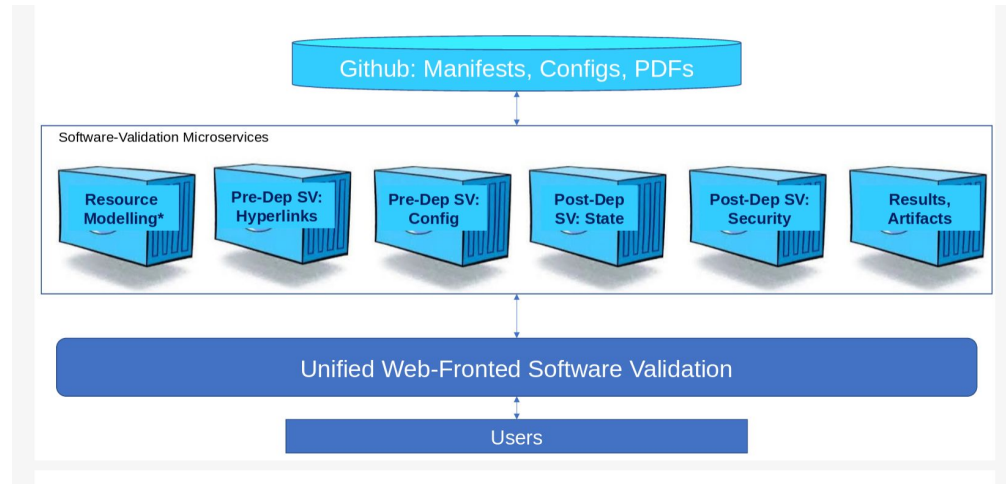 Github: Manifests, Configs, PDFs
Software-Validation Microservices
Resource
Modelling*
Pre-Dep SV:
Hyperlinks
Pre-Dep SV:
Config
Post-Dep
SV: State
Post-Dep SV:
Security
Results,
Artifacts
Unified Web-Fronted Software Validation
Users